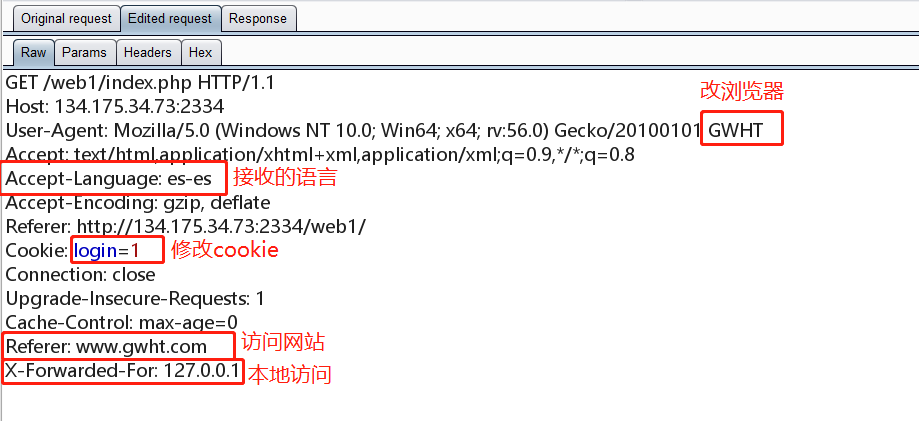 Original request Edited request Response
Raw Params Headers Hex
GET /web1/index.php HTTP/1.1
改浏览器
Host: 134.175.34.73:2334
User-Agent: Mozilla/5.0 (Windows NT 10.0; Win64; x64; rv:56.0) Gecko/20100101 GWHT
Accept: text/html,application/xhtml+xml,application/xml;q=0.9,*/*;q=0.8
Accept-Language: es-es 接收的语言
Accept-Encoding: gzip, deflate
Referer: http://134.175.34.73:2334/web1/
Cookie: login=1 修改cookie
Connection: close
Upgrade-Insecure-Requests: 1
Cache-Control: max-age=0
Referer: www.gwht.com 访问网站
X-Forwarded-For: 127.0.0.1 本地访问